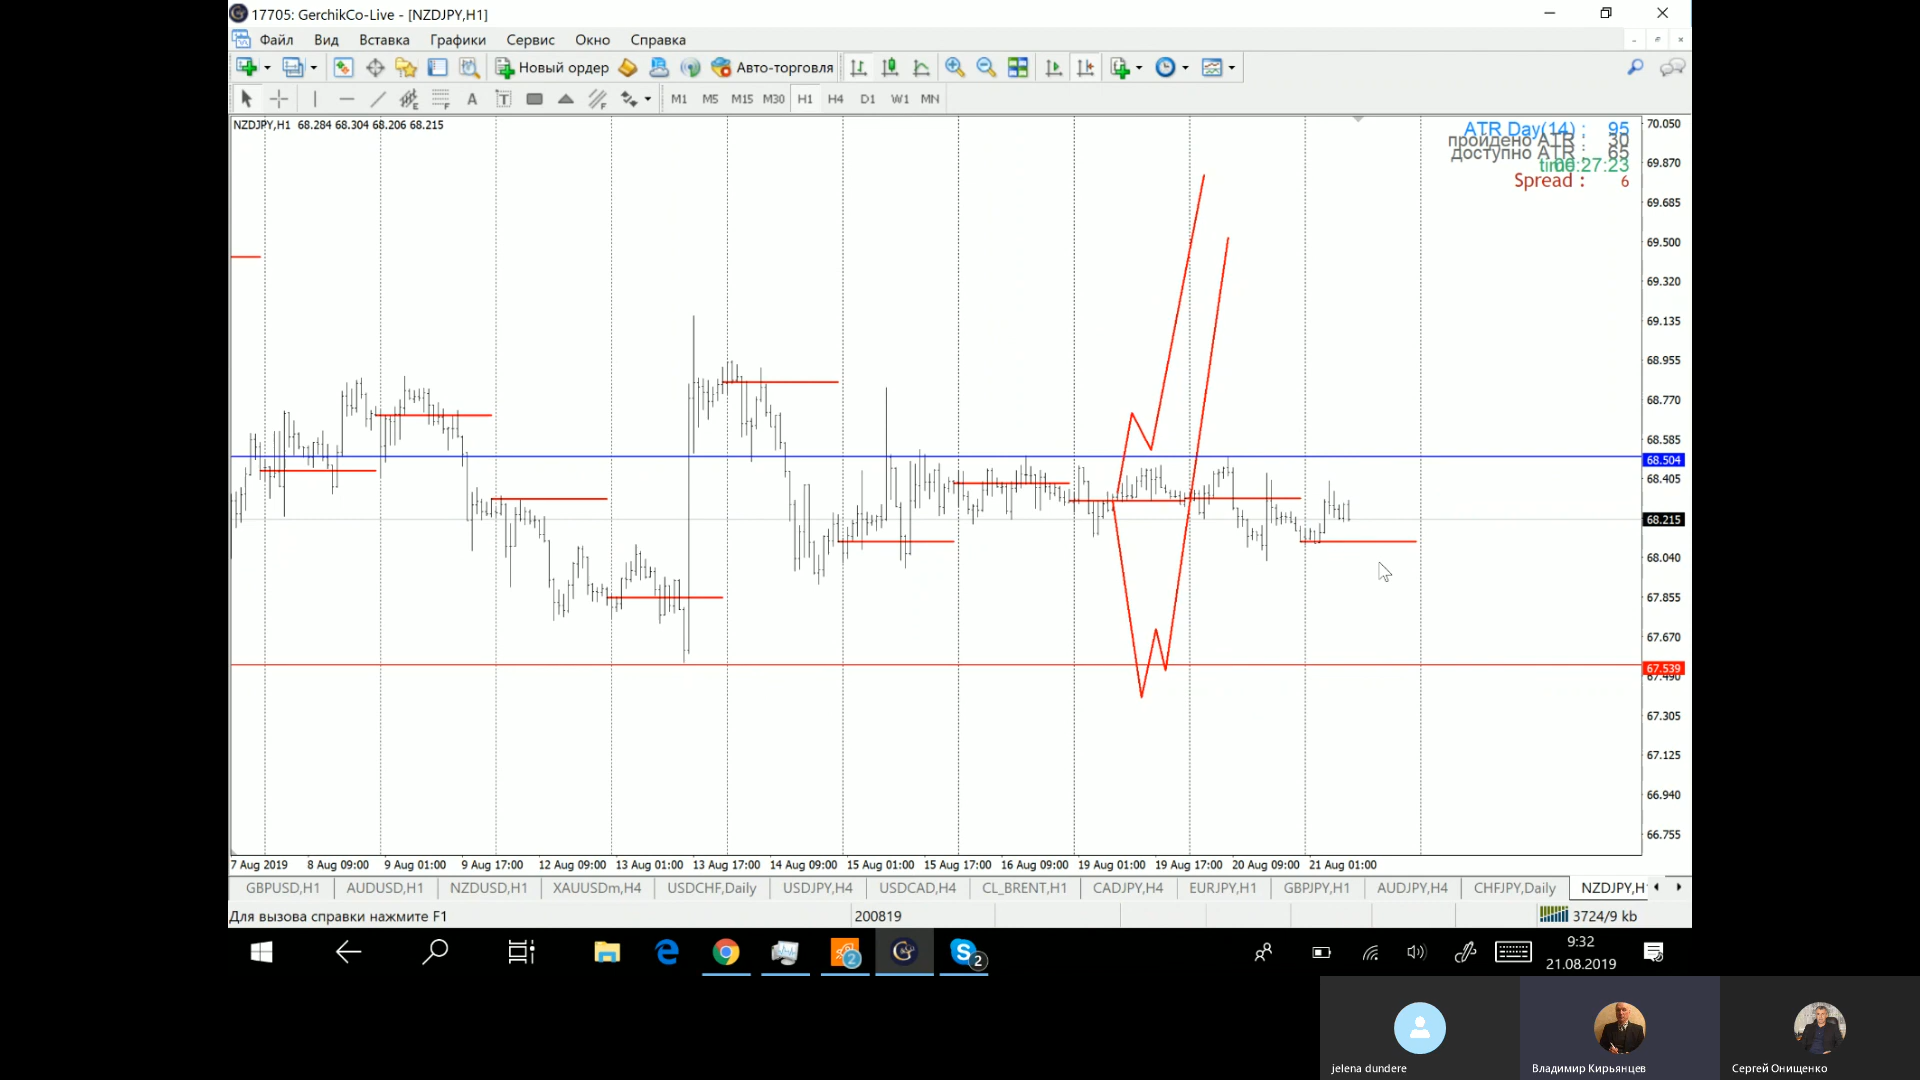 17705: GerchikCo-Live - [NZDJPY,H1]
Файл Вид Вставка Графики Сервис Окно Справка
Новый ордер Авто-торговля
A T M1 M5 M15 M30 H1 H4 D1 W1 MN
NZDJPY,H1 68.284 68.304 68.206 68.215
ATR Day(14) : 95
пройдено ATR : 30
доступно ATR : 65
Spread : 6
70.050
69.870
69.685
69.500
69.320
69.135
68.955
68.770
68.585
68.504
68.405
68.215
68.040
67.855
67.670
67.539
67.490
67.305
67.125
66.940
66.755
7 Aug 2019 8 Aug 09:00 9 Aug 01:00 9 Aug 17:00 12 Aug 09:00 13 Aug 01:00 13 Aug 17:00 14 Aug 09:00 15 Aug 01:00 15 Aug 17:00 16 Aug 09:00 19 Aug 01:00 19 Aug 17:00 20 Aug 09:00 21 Aug 01:00
GBPUSD,H1 AUDUSD,H1 NZDUSD,H1 XAUUSDm,H4 USDCHF,Daily USDJPY,H4 USDCAD,H4 CL_BRENT,H1 CADJPY,H4 EURJPY,H1 GBPJPY,H1 AUDJPY,H4 CHFJPY,Daily NZDJPY,H
Для вызова справки нажмите F1 200819 3724/9 kb
2 2 9:32
21.08.2019
jelena dundere Владимир Кирьянцев Сергей Онищенко